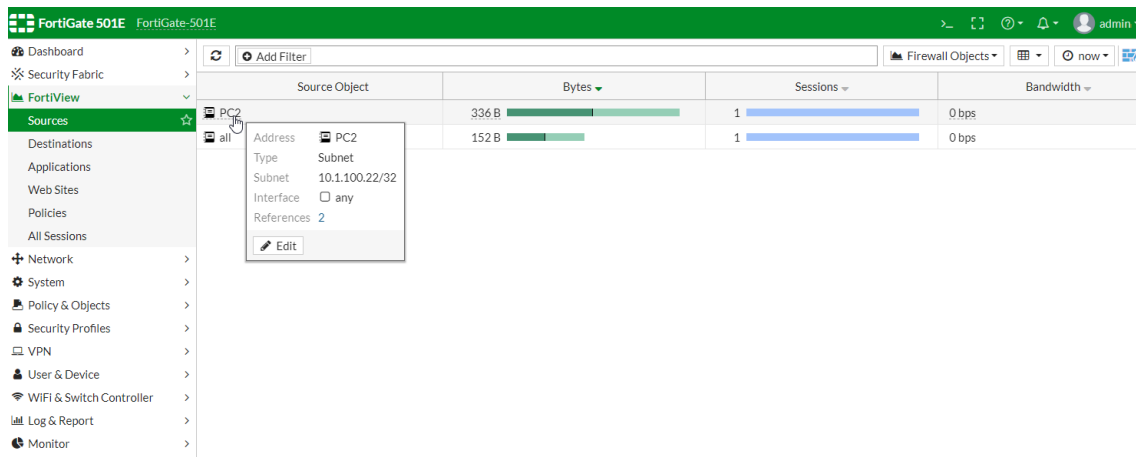 FortiGate 501E FortiGate-501E
admin
Dashboard
Security Fabric
FortiView
Sources
Destinations
Applications
Web Sites
Policies
All Sessions
Network
System
Policy & Objects
Security Profiles
VPN
User & Device
WiFi & Switch Controller
Log & Report
Monitor
Add Filter
Firewall Objects
now
Source Object Bytes Sessions Bandwidth
PC2 336 B 1 0 bps
all 152 B 1 0 bps
Address PC2
Type Subnet
Subnet 10.1.100.22/32
Interface any
References 2
Edit